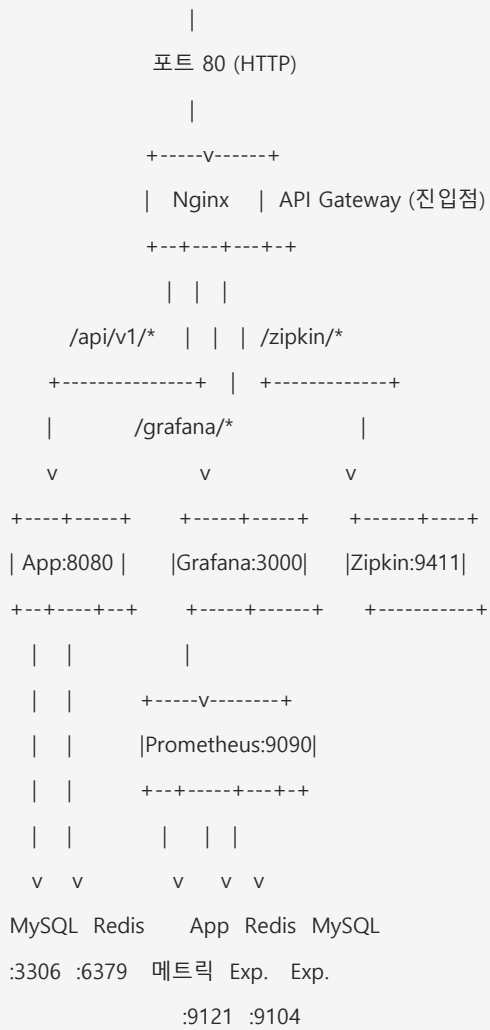 |
포트 80 (HTTP)
|
+-----v------+
| Nginx | API Gateway (진입점)
+--+---+---+-+
| | |
/api/v1/* | | | /zipkin/*
+---------------+ | +-------------+
| /grafana/* |
v v v
+----+-----+ +-----+-----+ +------+----+
| App:8080 | |Grafana:3000| |Zipkin:9411|
+--+----+--+ +-----+------+ +-----------+
| | |
| | +-----v--------+
| | |Prometheus:9090|
| | +--+-----+---+-+
| | | | |
v v v v v
MySQL Redis App Redis MySQL
:3306 :6379 메트릭 Exp. Exp.
:9121 :9104